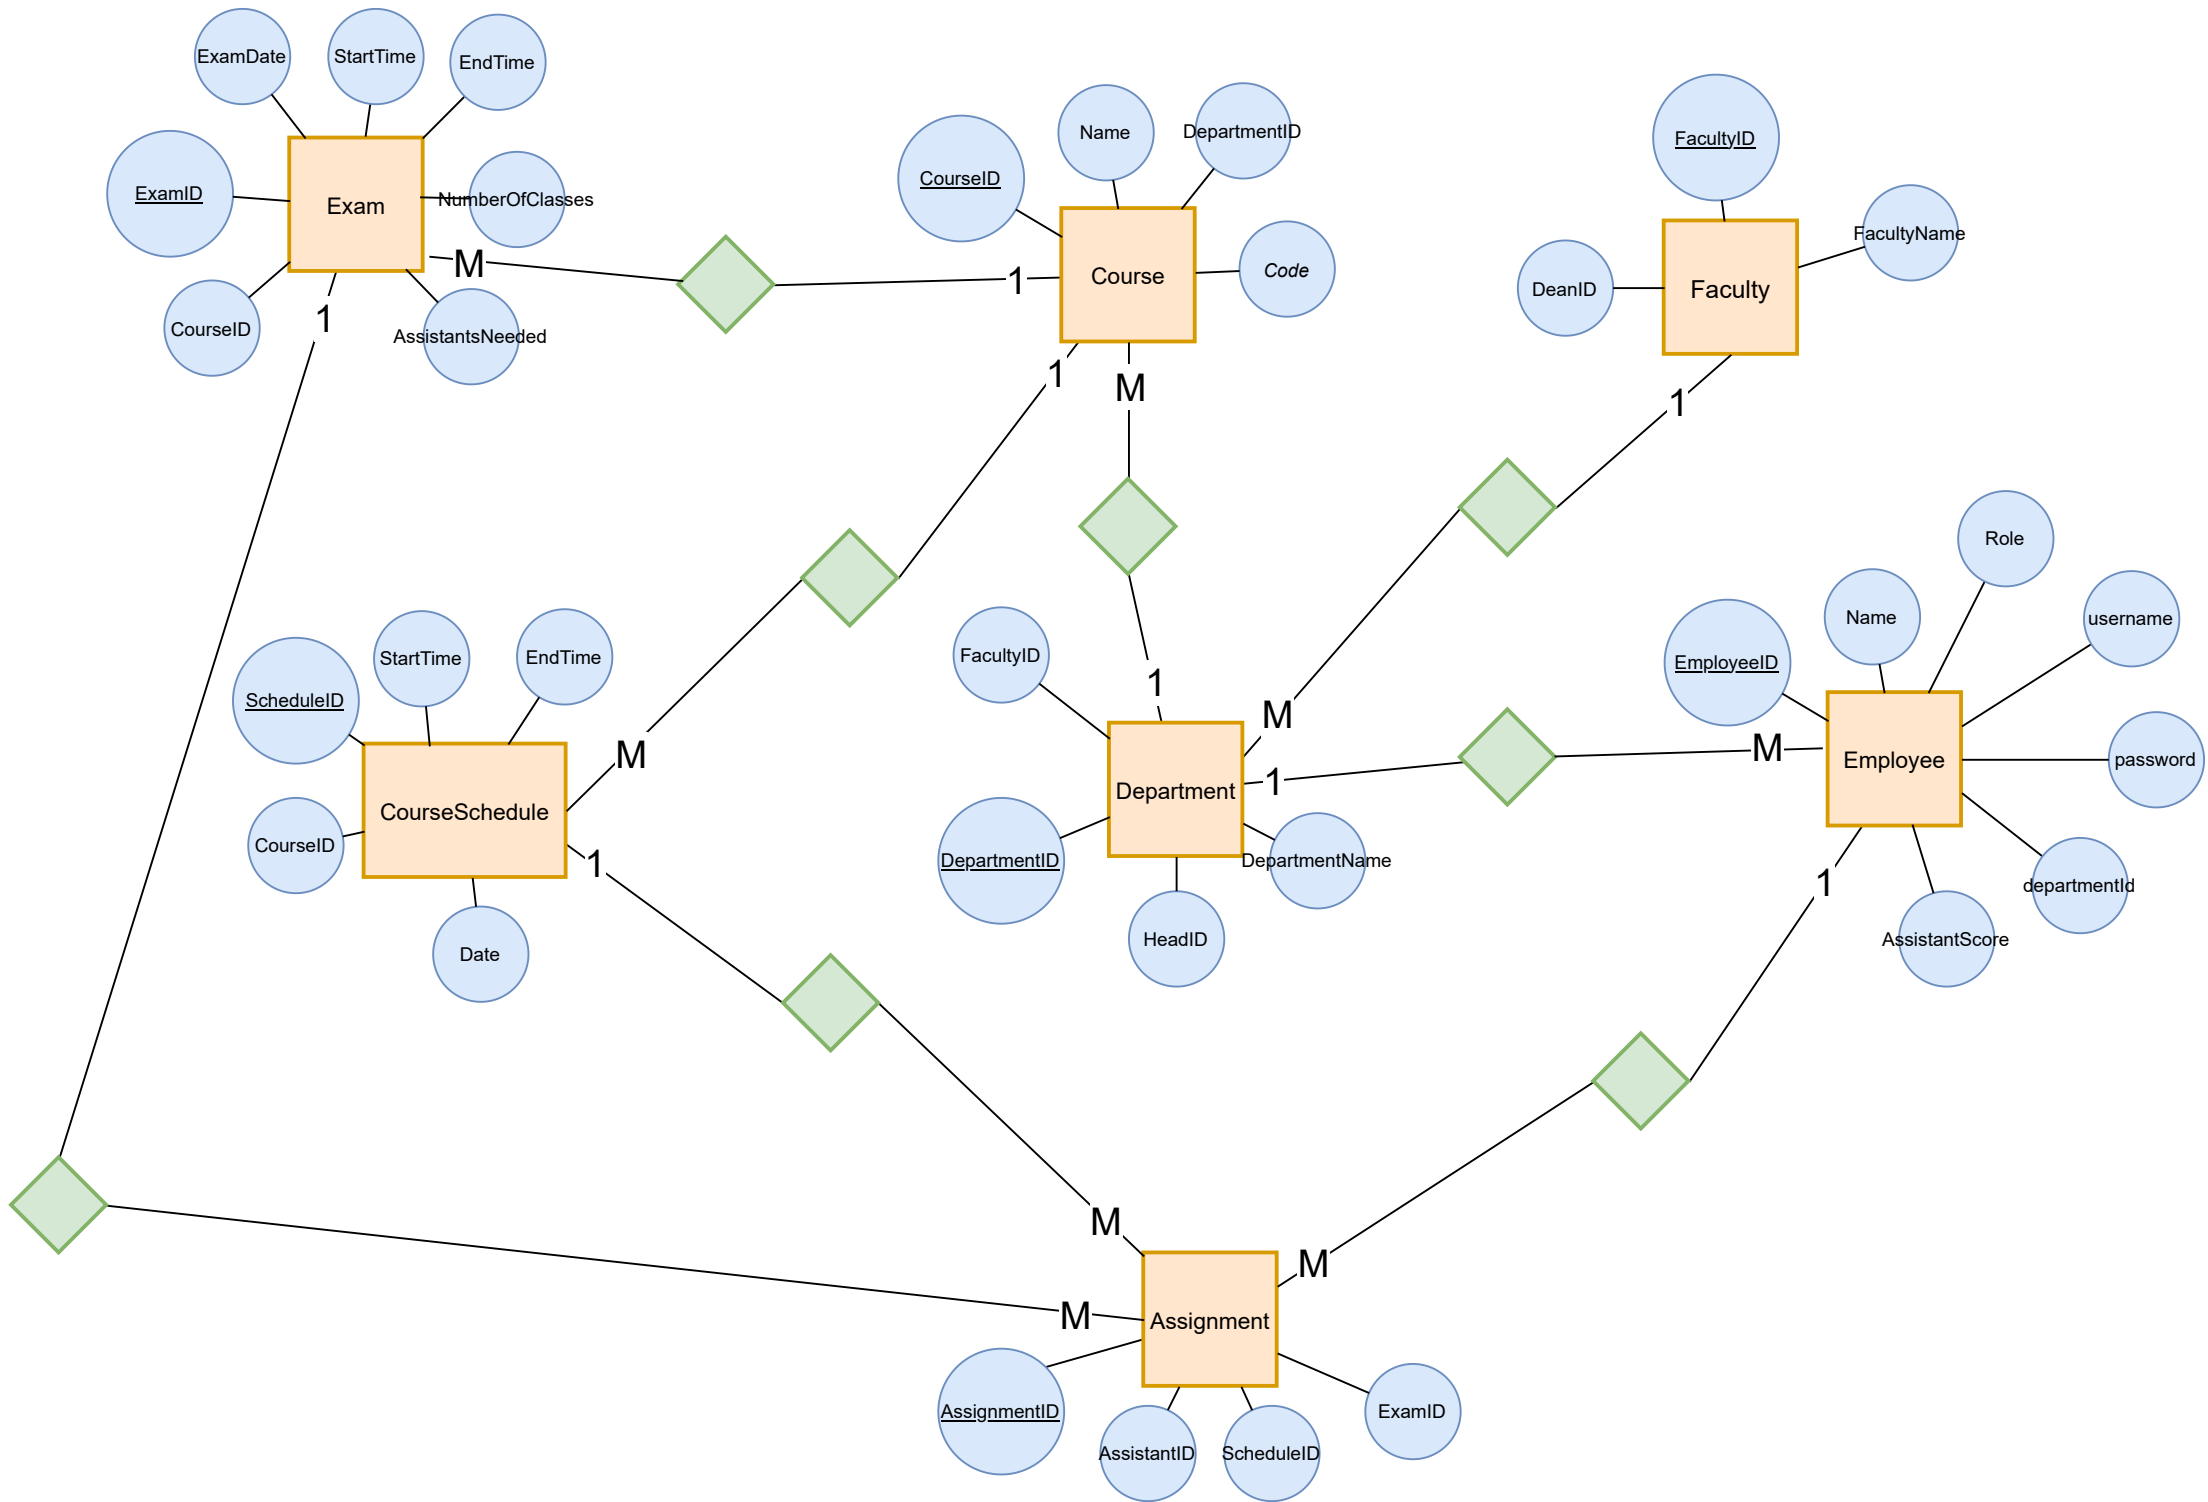 ExamDate
StartTime
EndTime
ExamID
Exam
NumberOfClasses
CourseID
AssistantsNeeded
M
1
1
CourseID
Name
DepartmentID
Code
Course
1
M
FacultyID
FacultyName
DeanID
Faculty
1
ScheduleID
StartTime
EndTime
CourseSchedule
CourseID
Date
M
1
FacultyID
1
M
Department
1
DepartmentID
DepartmentName
HeadID
M
EmployeeID
Name
Role
username
password
Employee
departmentId
AssistantScore
1
M
M
M
Assignment
AssignmentID
AssistantID
ScheduleID
ExamID